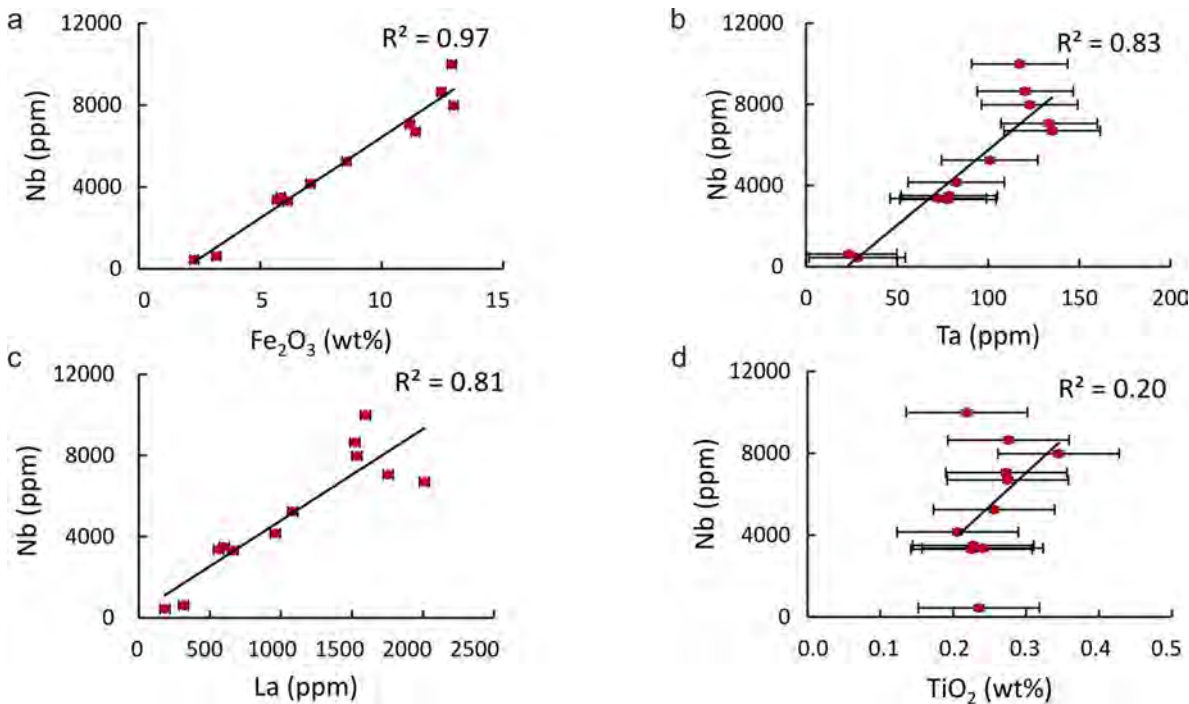 a
12000
8000
4000
0
Nb (ppm)
R² = 0.97
0 5 10 15
Fe₂O₃ (wt%)
b
12000
8000
4000
0
Nb (ppm)
R² = 0.83
0 50 100 150 200
Ta (ppm)
c
12000
8000
4000
0
Nb (ppm)
R² = 0.81
0 500 1000 1500 2000 2500
La (ppm)
d
12000
8000
4000
0
Nb (ppm)
R² = 0.20
0.0 0.1 0.2 0.3 0.4 0.5
TiO₂ (wt%)